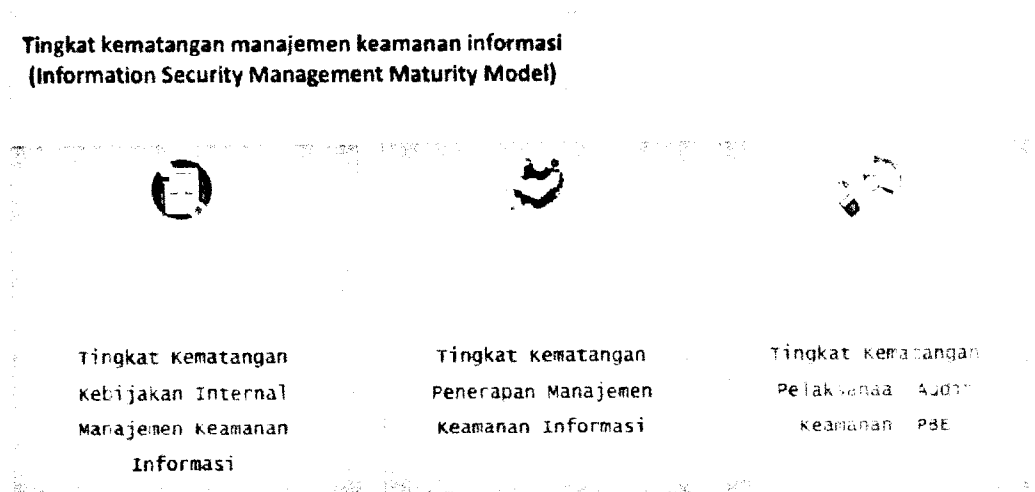 Tingkat kematangan manajemen keamanan informasi
(Information Security Management Maturity Model)
Tingkat Kematangan
Kebijakan Internal
Manajemen Keamanan
Informasi
Tingkat Kematangan
Penerapan Manajemen
Keamanan Informasi
Tingkat Kematangan
Keamanan